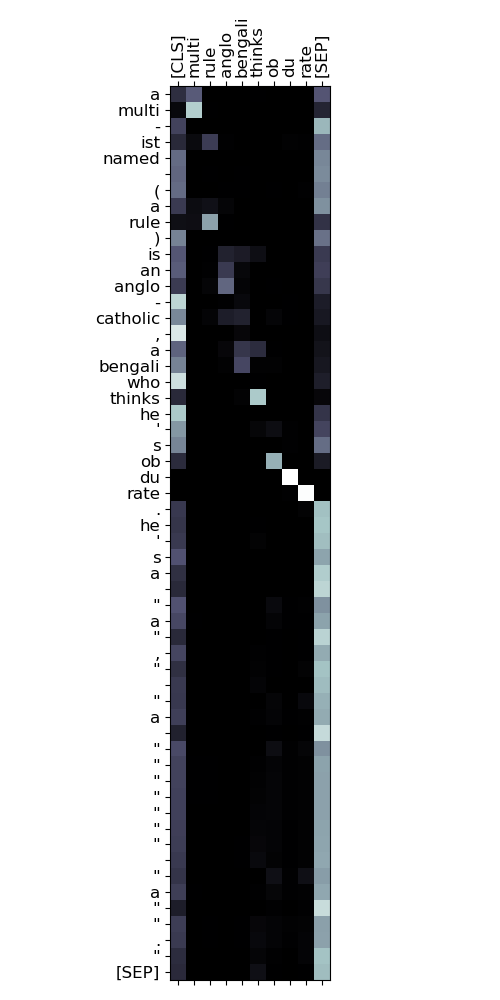 [CLS] multi rule anglo bengali thinks ob du rate [SEP]
a
multi
-
ist
named
(
a
rule
)
is
an
anglo
-
catholic
,
a
bengali
who
thinks
he
'
s
ob
du
rate
.
he
'
s
a
"
a
"
,
"
"
a
"
"
"
"
"
"
"
a
"
"
.
"
[SEP]